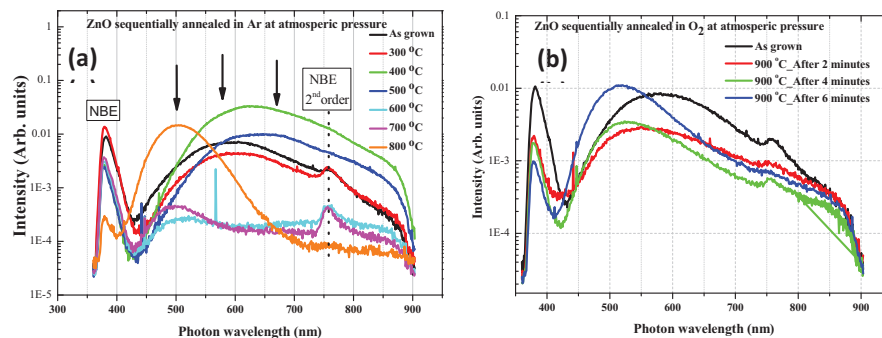 ZnO sequentially annealed in Ar at atmosperic pressure
(a)
As grown
300 °C
400 °C
500 °C
600 °C
700 °C
800 °C
NBE
NBE
2nd order
1
0.1
0.01
1E-3
1E-4
1E-5
Intensity (Arb. units)
300 400 500 600 700 800 900
Photon wavelength (nm)
ZnO sequentially annealed in O2 at atmosperic pressure
(b)
As grown
900 °C_After 2 minutes
900 °C_After 4 minutes
900 °C_After 6 minutes
0.1
0.01
1E-3
1E-4
Intensity (Arb. units)
400 500 600 700 800 900
Photon wavelength (nm)